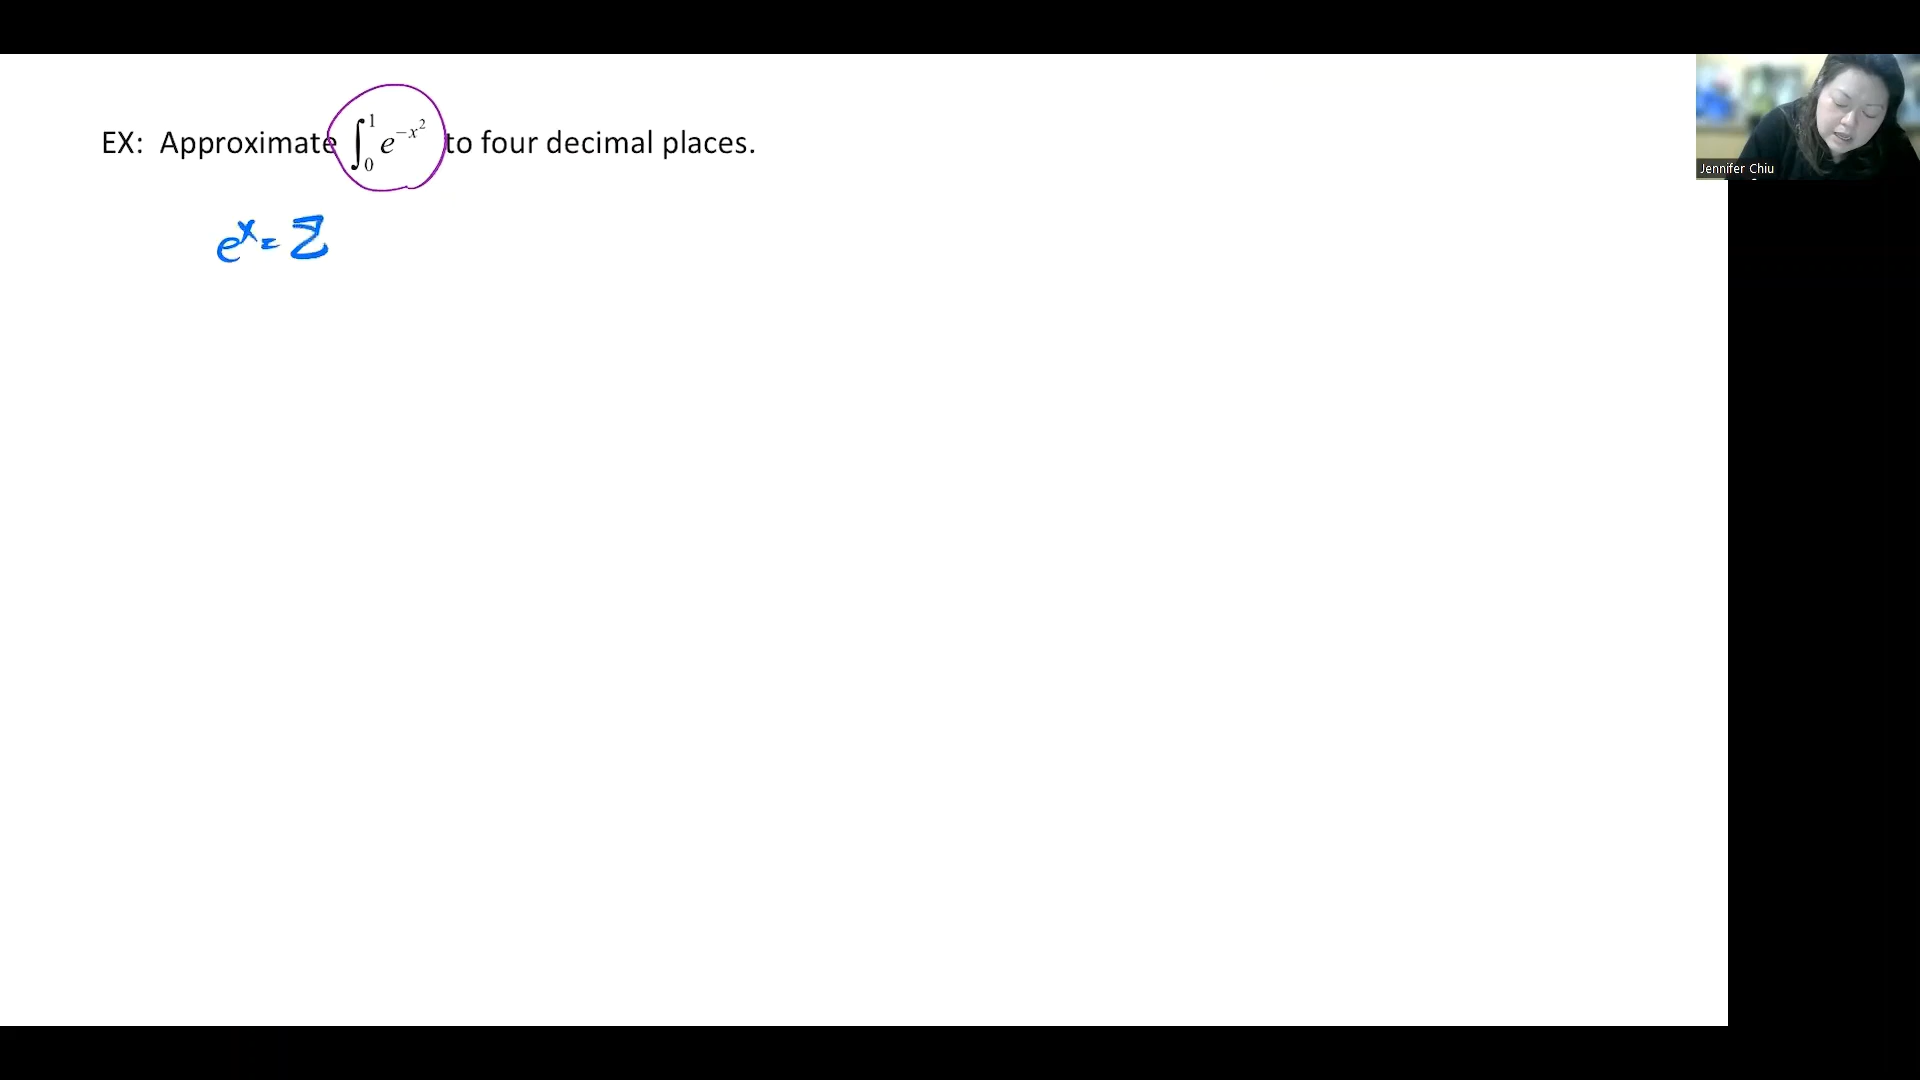 EX: Approximate ∫₀¹ e^{-x²} to four decimal places.
e^x = Σ
Jennifer Chiu